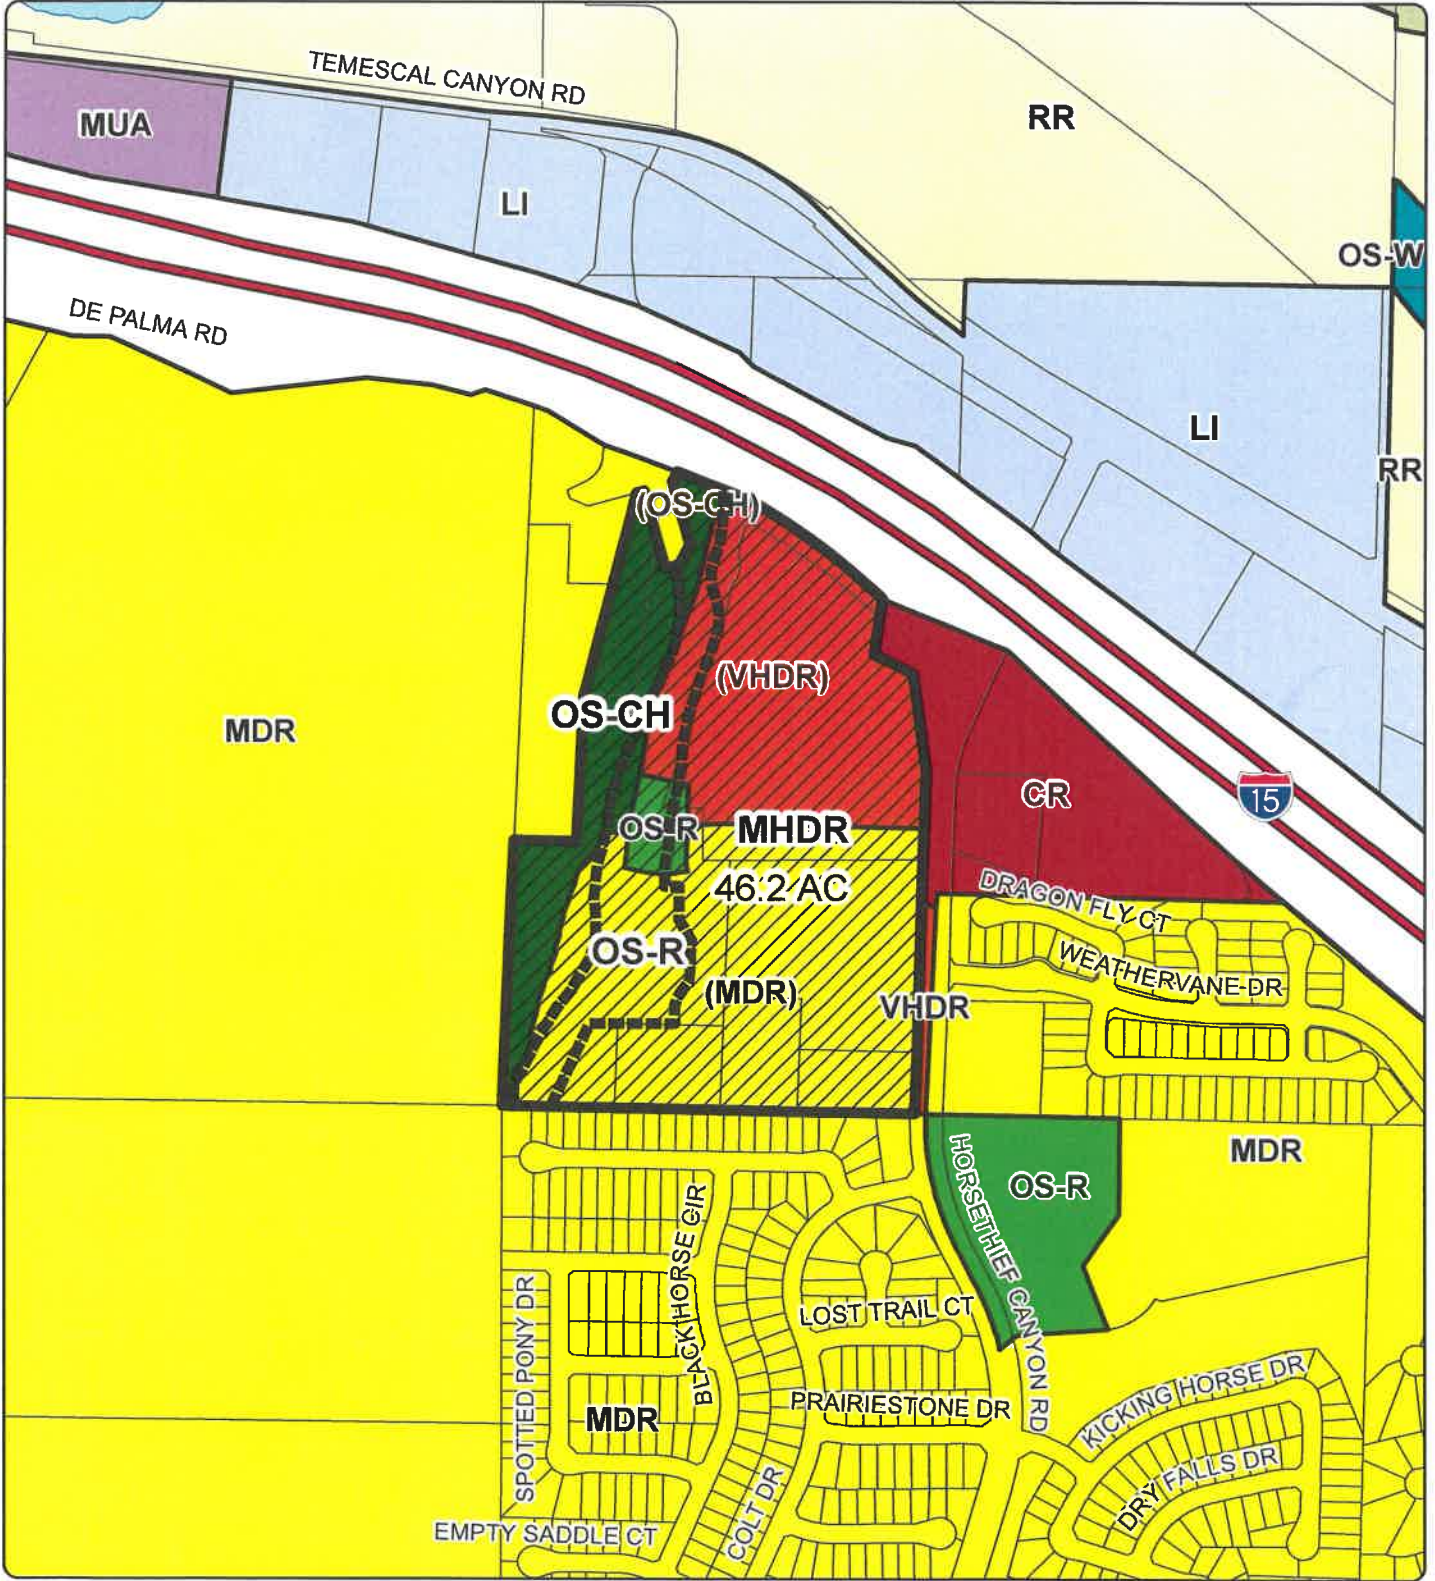 TEMESCAL CANYON RD
MUA
RR
LI
OS-W
DE PALMA RD
LI
RR
(OS-CH)
(VHDR)
OS-CH
MDR
CR
15
OS-R
MHDR
46.2 AC
DRAGON FLY CT
OS-R
WEATHERVANE DR
(MDR)
VHDR
MDR
HORSETHIEF CANYON RD
OS-R
BLACKHORSE CIR
SPOTTED PONY DR
LOST TRAIL CT
PRAIRIESTONE DR
KICKING HORSE DR
MDR
DRY FALLS DR
COLT DR
EMPTY SADDLE CT